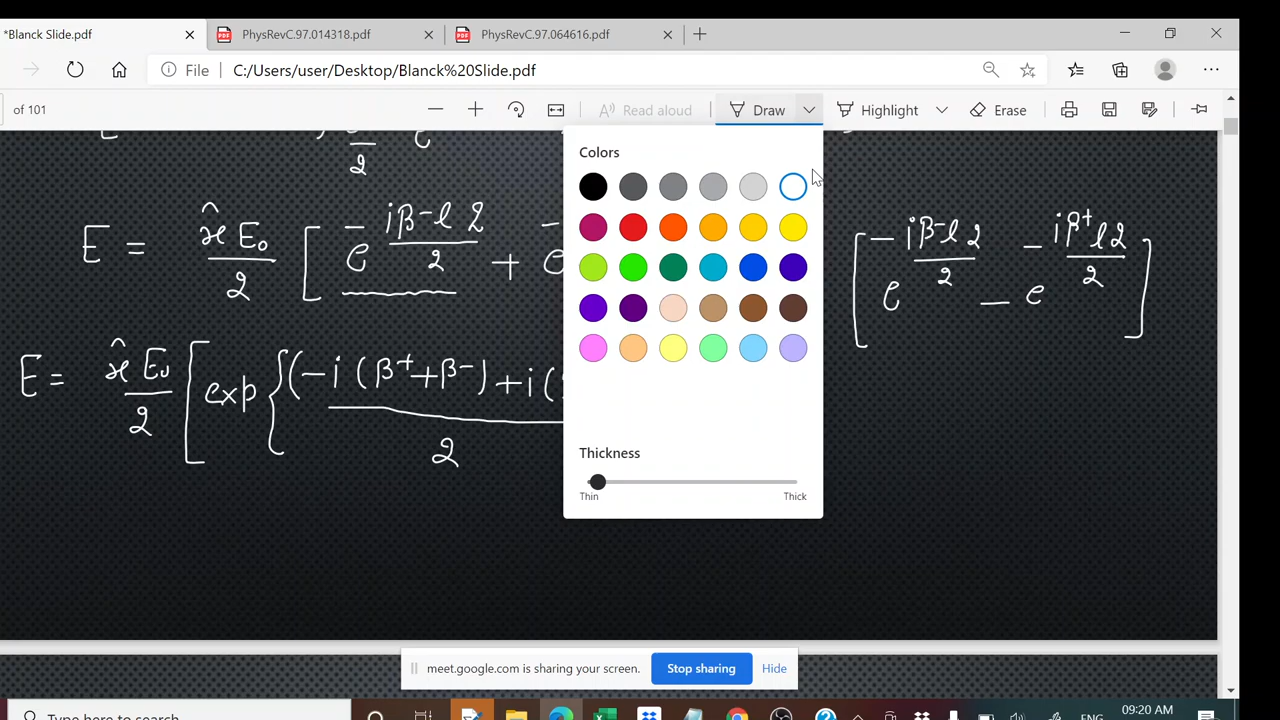 *Blanck Slide.pdf
PhysRevC.97.014318.pdf
PhysRevC.97.064616.pdf
File C:/Users/user/Desktop/Blanck%20Slide.pdf
of 101
Read aloud
Draw
Highlight
Erase
Colors
E = x̂E₀/2 [e^(-iβ-l2/2) + e
[e^(-iβ-l2/2) - e^(-iβ+l2/2)]
E = x̂E₀/2 [exp{(-i(β⁺+β-)+i(
2
Thickness
Thin Thick
meet.google.com is sharing your screen. Stop sharing Hide
Type here to search
ENG
09:20 AM